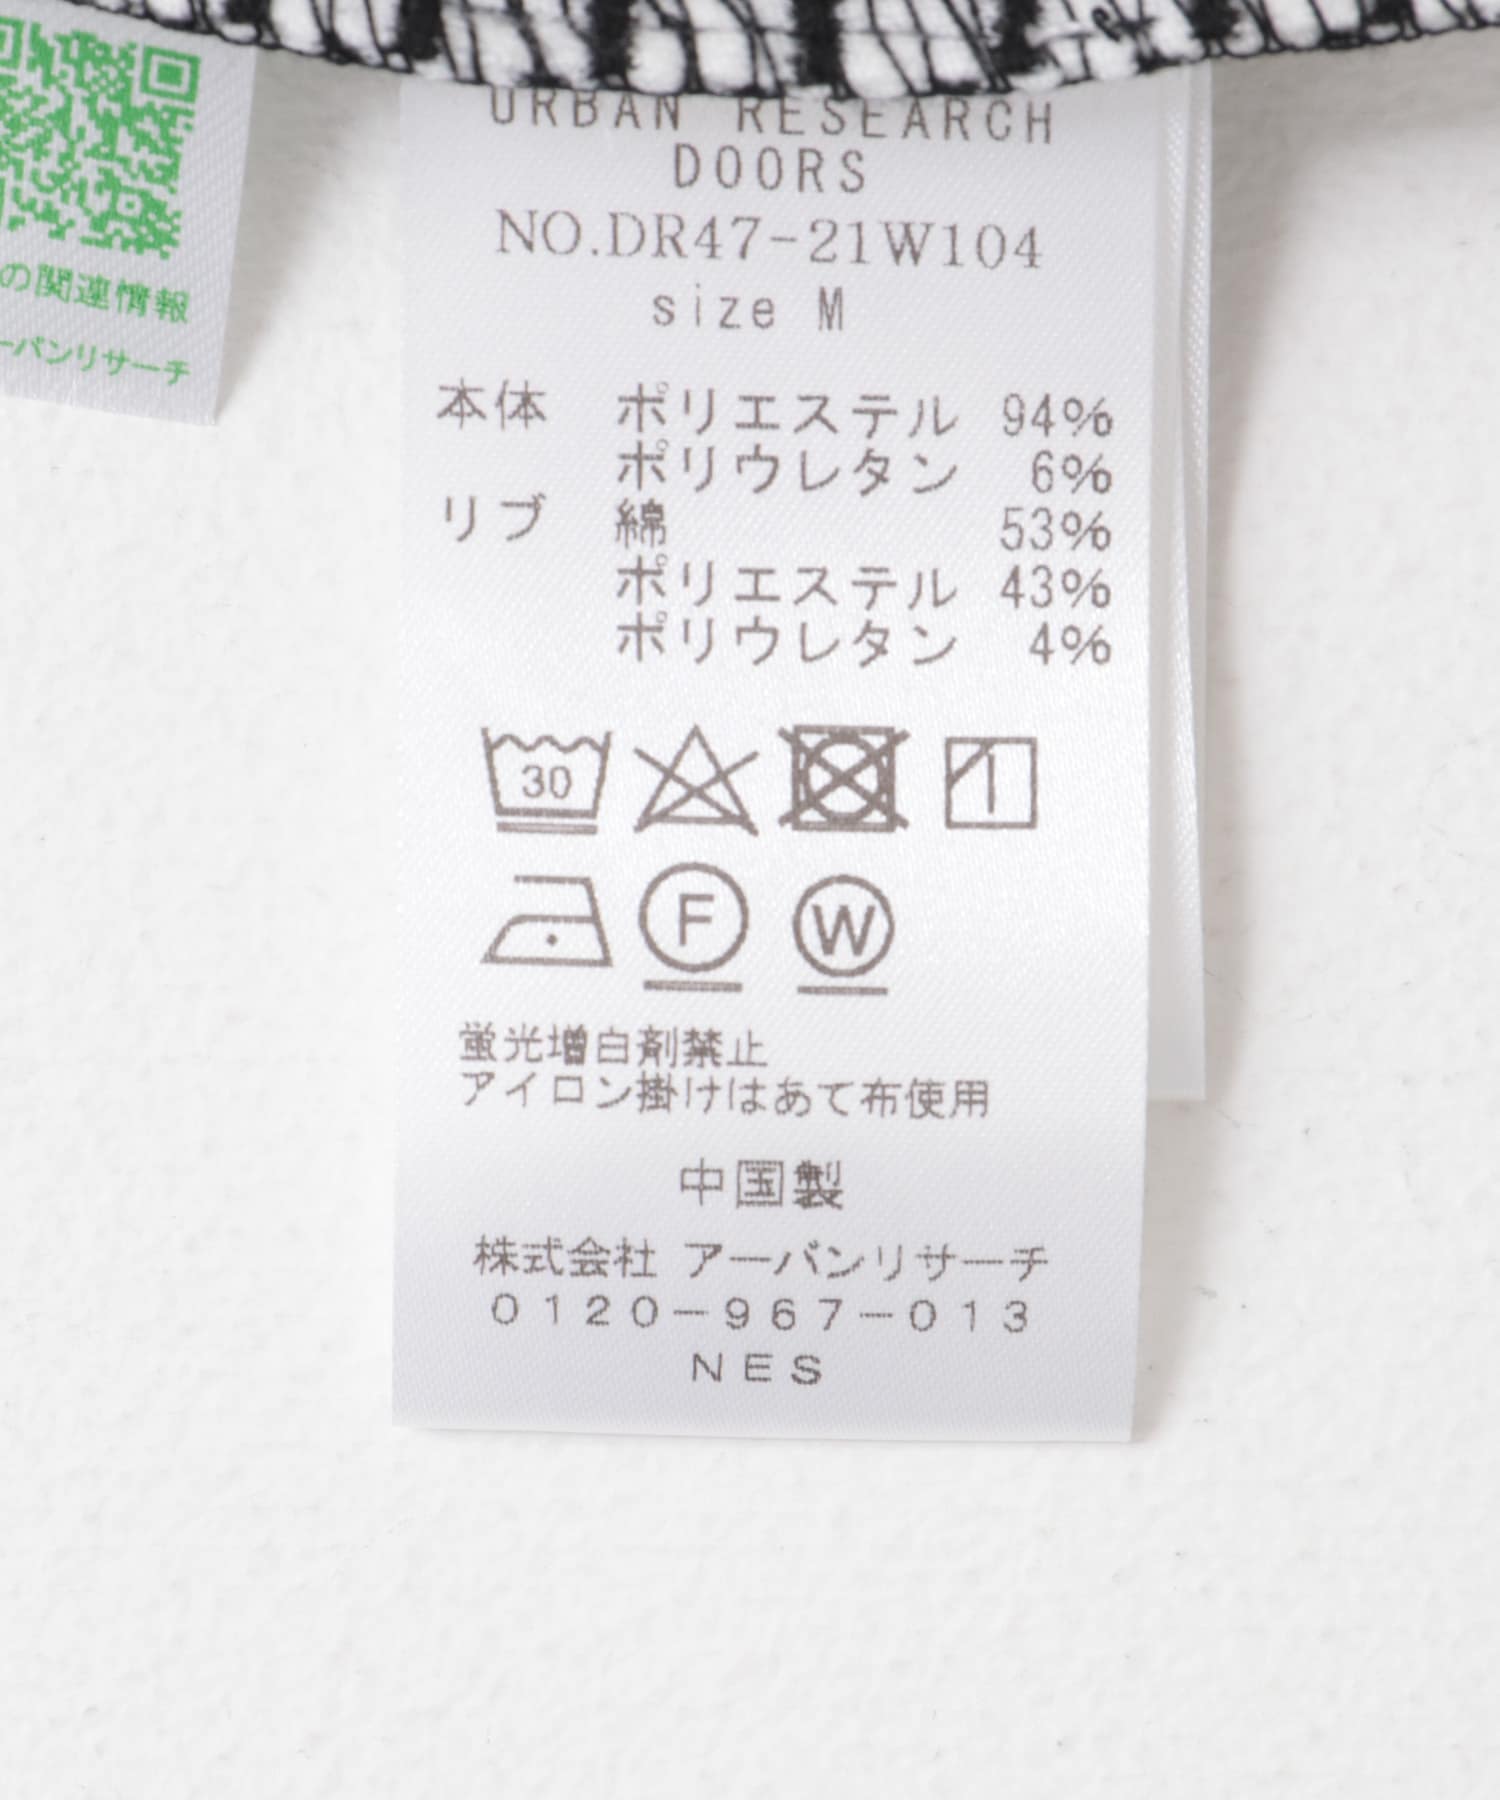 の関連情報
ーバンリサーチ
URBAN RESEARCH
DOORS
NO.DR47-21W104
size M
本体 ポリエステル 94%
ポリウレタン 6%
リブ 綿 53%
ポリエステル 43%
ポリウレタン 4%
30
F W
蛍光増白剤禁止
アイロン掛けはあて布使用
中国製
株式会社 アーバンリサーチ
0120-967-013
NES